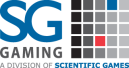 SG
GAMING
A DIVISION OF SCIENTIFIC GAMES